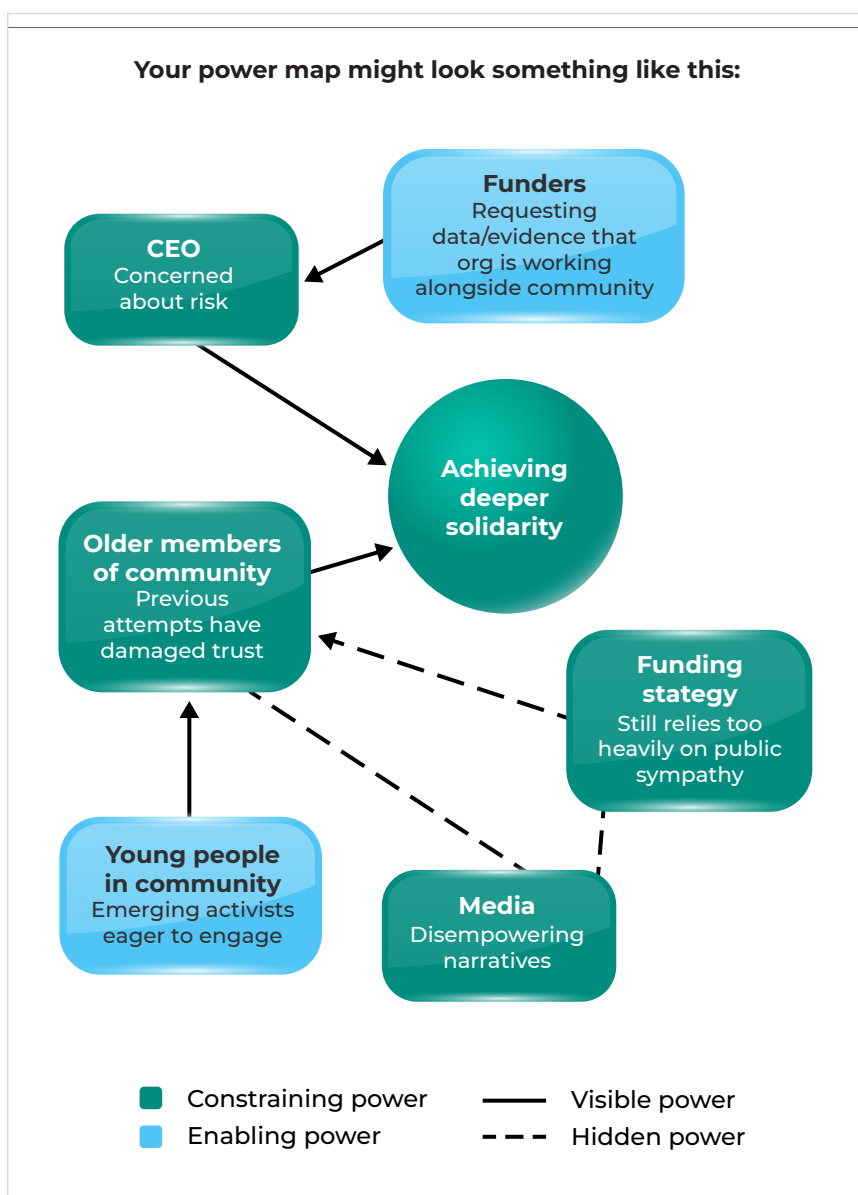 Your power map might look something like this:
Funders
Requesting
data/evidence that
org is working
alongside community
CEO
Concerned
about risk
Achieving
deeper
solidarity
Older members
of community
Previous
attempts have
damaged trust
Funding
stategy
Still relies too
heavily on public
sympathy
Young people
in community
Emerging activists
eager to engage
Media
Disempowering
narratives
Constraining power
Enabling power
Visible power
Hidden power